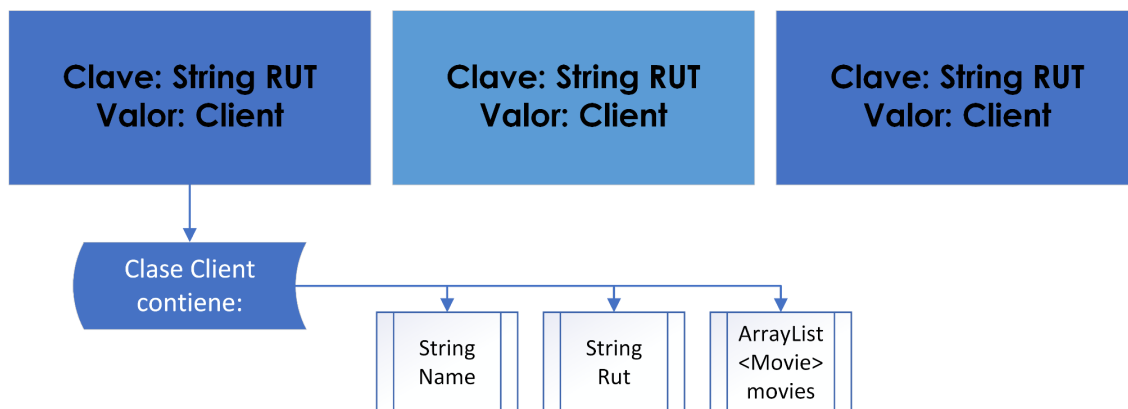 Clave: String RUT
Valor: Client
Clave: String RUT
Valor: Client
Clave: String RUT
Valor: Client
Clase Client
contiene:
String
Name
String
Rut
ArrayList
<Movie>
movies